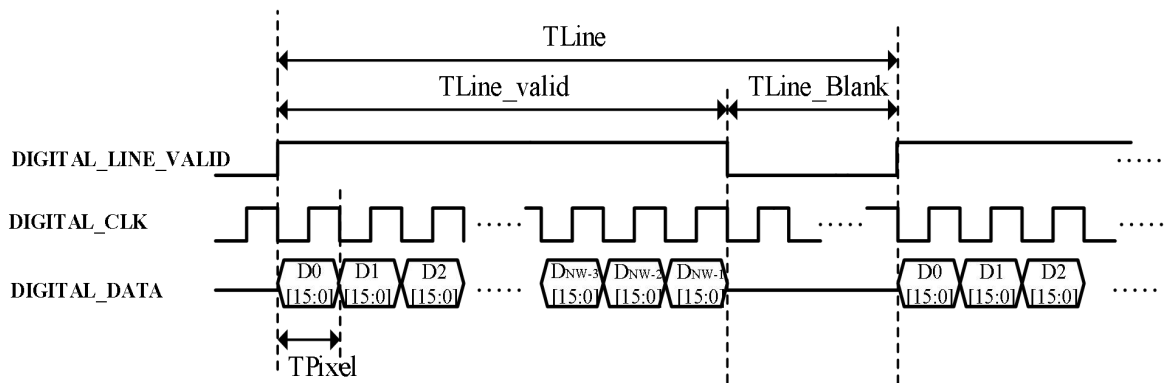 TLine
TLine_valid
TLine_Blank
DIGITAL_LINE_VALID
.....
DIGITAL_CLK
..... ..... .....
DIGITAL_DATA
D0 D1 D2 ..... DNW-3 DNW-2 DNW-1 D0 D1 D2 .....
[15:0] [15:0] [15:0] [15:0] [15:0] [15:0] [15:0] [15:0] [15:0]
TPixel